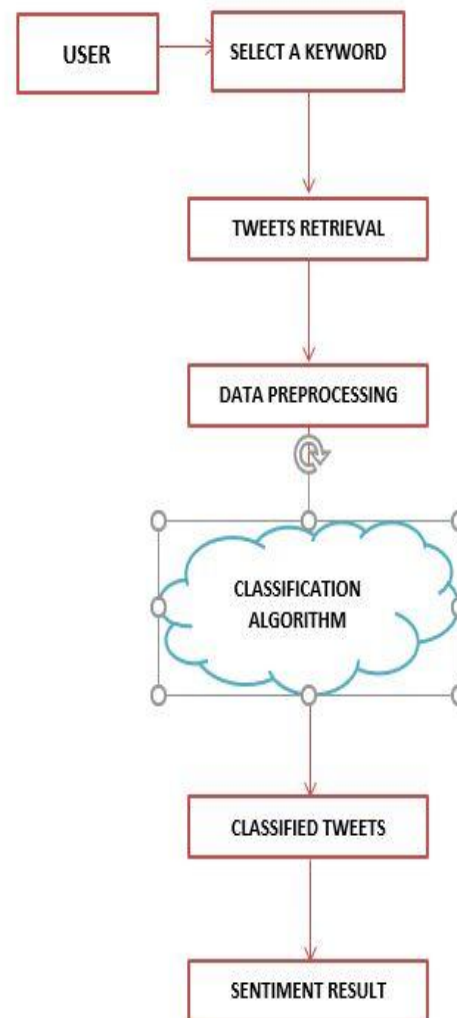 USER
SELECT A KEYWORD
TWEETS RETRIEVAL
DATA PREPROCESSING
CLASSIFICATION
ALGORITHM
CLASSIFIED TWEETS
SENTIMENT RESULT